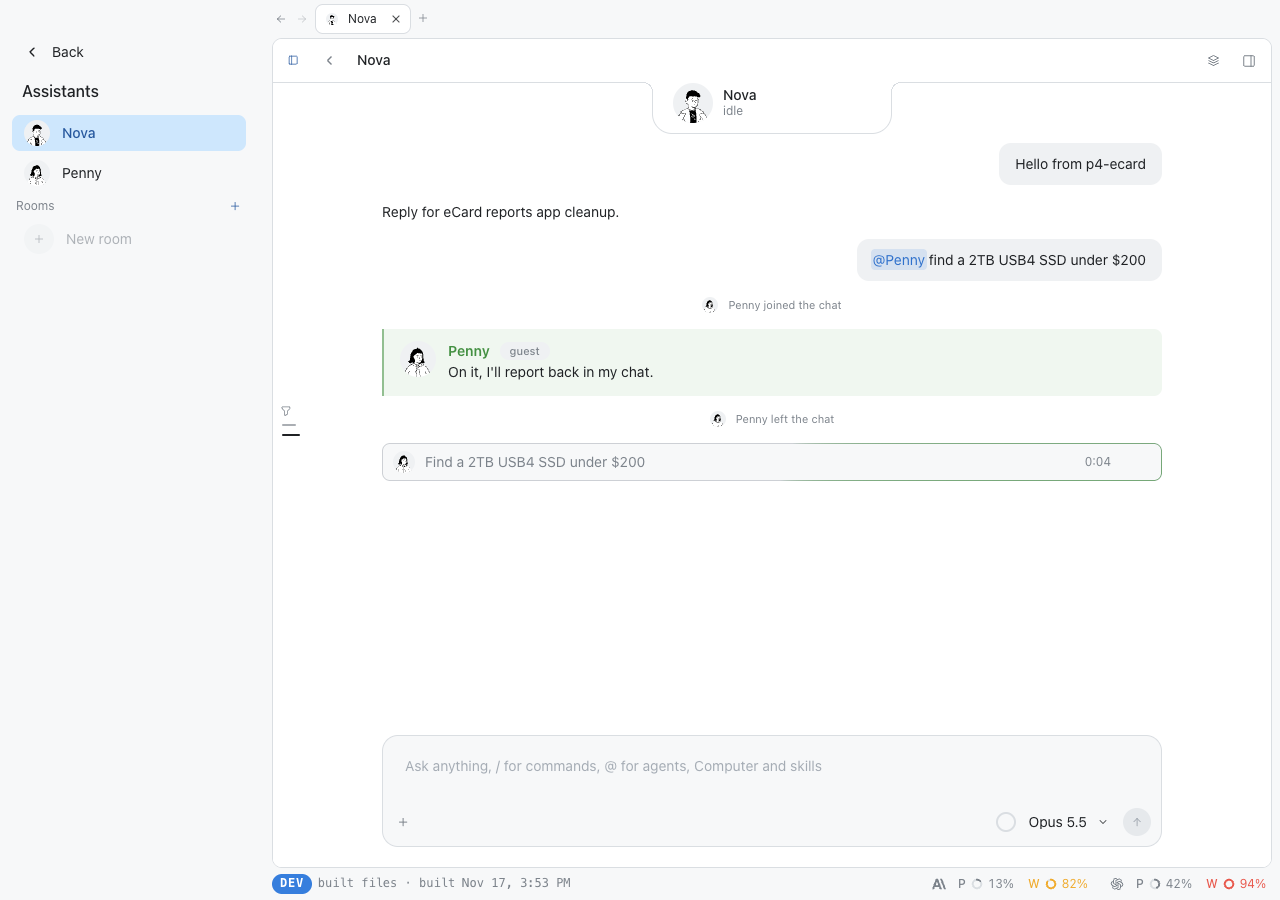 Nova
Back
Nova
Assistants
Nova
idle
Nova
Hello from p4-ecard
Penny
Rooms
Reply for eCard reports app cleanup.
New room
@Penny find a 2TB USB4 SSD under $200
Penny joined the chat
Penny guest
On it, I'll report back in my chat.
Penny left the chat
Find a 2TB USB4 SSD under $200 0:04
Ask anything, / for commands, @ for agents, Computer and skills
Opus 5.5
DEV built files · built Nov 17, 3:53 PM
P 13% W 82% P 42% W 94%